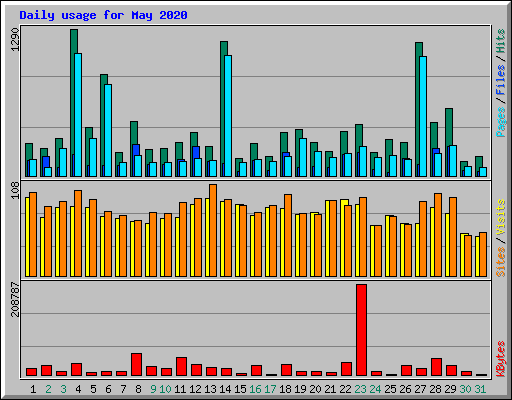 Daily usage for May 2020
1290
Pages / Files / Hits
108
Sites / Visits
208787
KBytes
1 2 3 4 5 6 7 8 9 10 11 12 13 14 15 16 17 18 19 20 21 22 23 24 25 26 27 28 29 30 31